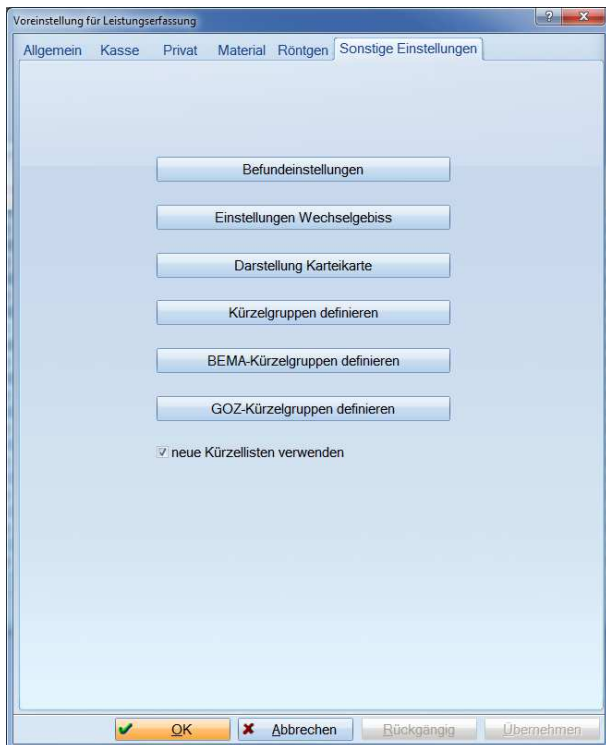 Voreinstellung für Leistungserfassung
Allgemein Kasse Privat Material Röntgen Sonstige Einstellungen
Befundeinstellungen
Einstellungen Wechselgebiss
Darstellung Karteikarte
Kürzelgruppen definieren
BEMA-Kürzelgruppen definieren
GOZ-Kürzelgruppen definieren
neue Kürzellisten verwenden
OK Abbrechen Rückgängig Übernehmen